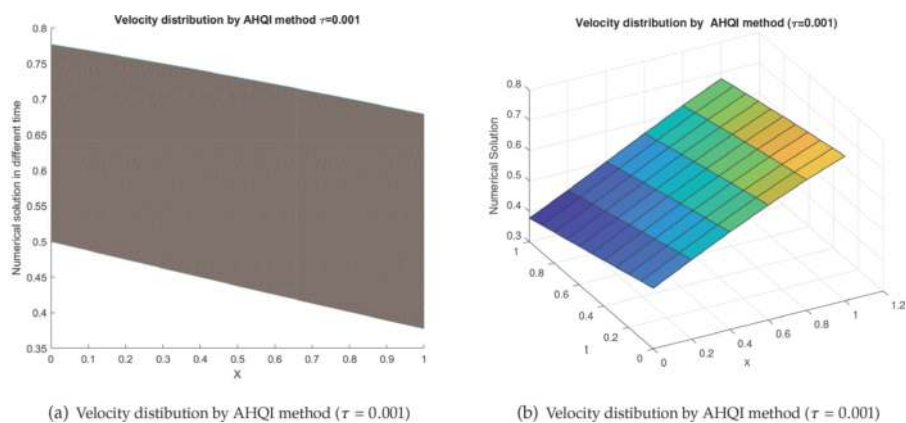 Velocity distribution by AHQI method τ=0.001
0.8
0.75
0.7
0.65
0.6
0.55
0.5
0.45
0.4
0.35
Numerical solution in different time
0 0.1 0.2 0.3 0.4 0.5 0.6 0.7 0.8 0.9 1
X
(a) Velocity distibution by AHQI method (τ = 0.001)
Velocity distribution by AHQI method (τ=0.001)
0.8
0.7
0.6
0.5
0.4
0.3
Numerical Solution
1
0.8
0.6
0.4
0.2
0
t
0
0.2
0.4
0.6
0.8
1
1.2
x
(b) Velocity distibution by AHQI method (τ = 0.001)